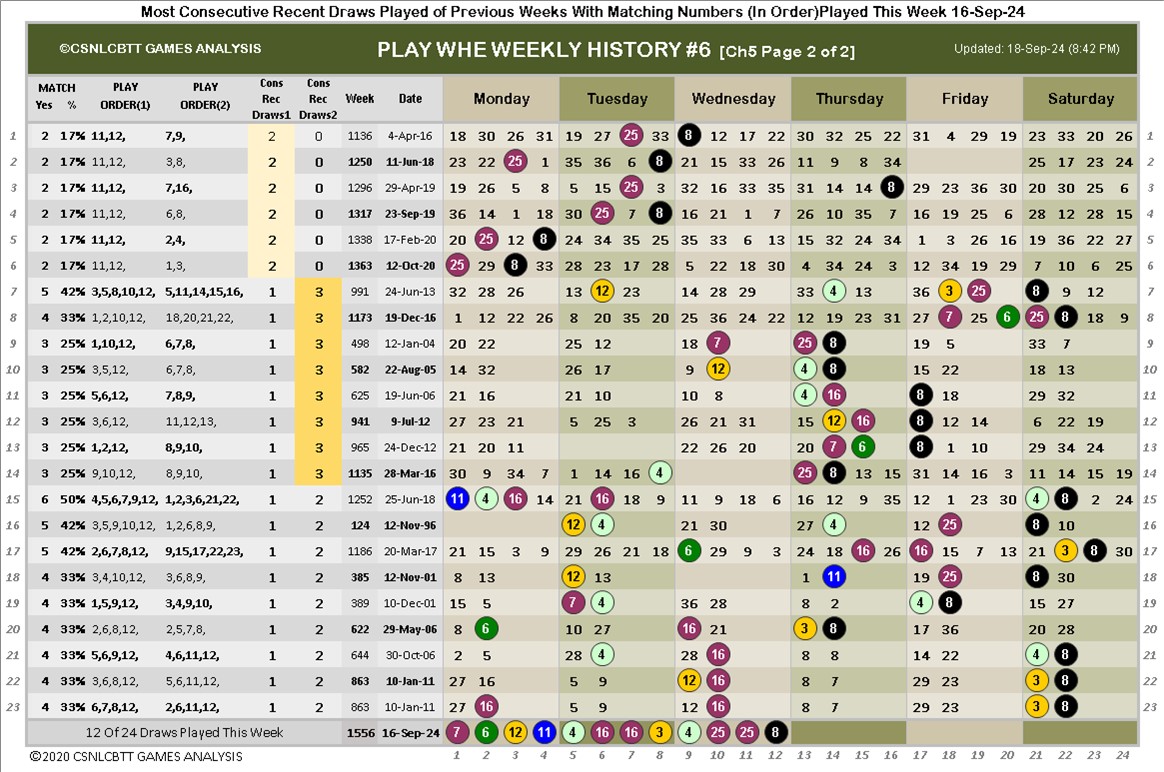 Most Consecutive Recent Draws Played of Previous Weeks With Matching Numbers (In Order)Played This Week 16-Sep-24
©CSNLCBTT GAMES ANALYSIS PLAY WHE WEEKLY HISTORY #6 [Ch5 Page 2 of 2] Updated: 18-Sep-24 (8:42 PM)
MATCH Yes % PLAY ORDER(1) PLAY ORDER(2) Cons Rec Draws1 Cons Rec Draws2 Week Date Monday Tuesday Wednesday Thursday Friday Saturday
1 2 17% 11,12, 7,9, 2 0 1136 4-Apr-16 18 30 26 31 19 27 25 33 8 12 17 22 30 32 25 22 31 4 29 19 23 33 20 26 1
2 2 17% 11,12, 3,8, 2 0 1250 11-Jun-18 23 22 25 1 35 36 6 8 21 15 33 26 11 9 8 34 25 17 23 24 2
3 2 17% 11,12, 7,16, 2 0 1296 29-Apr-19 19 26 5 8 5 15 25 3 32 16 33 35 31 14 14 8 29 23 36 30 20 30 25 6 3
4 2 17% 11,12, 6,8, 2 0 1317 23-Sep-19 36 14 1 18 30 25 7 8 16 21 1 7 26 10 35 7 16 19 25 6 28 12 28 15 4
5 2 17% 11,12, 2,4, 2 0 1338 17-Feb-20 20 25 12 8 24 34 35 25 35 33 6 13 15 32 24 34 1 3 26 16 19 36 22 27 5
6 2 17% 11,12, 1,3, 2 0 1363 12-Oct-20 25 29 8 33 28 23 17 28 5 22 18 30 4 34 24 3 12 34 19 29 7 10 6 25 6
7 5 42% 3,5,8,10,12, 5,11,14,15,16, 1 3 991 24-Jun-13 32 28 26 13 12 23 14 28 29 33 4 13 36 3 25 8 9 12 7
8 4 33% 1,2,10,12, 18,20,21,22, 1 3 1173 19-Dec-16 1 12 22 26 8 20 35 20 25 36 24 22 12 19 23 31 27 7 25 6 25 8 18 9 8
9 3 25% 1,10,12, 6,7,8, 1 3 498 12-Jan-04 20 22 25 12 18 7 25 8 19 5 33 7 9
10 3 25% 3,5,12, 6,7,8, 1 3 582 22-Aug-05 14 32 26 17 9 12 4 8 15 22 18 13 10
11 3 25% 5,6,12, 7,8,9, 1 3 625 19-Jun-06 21 16 21 10 10 8 4 16 8 18 29 32 11
12 3 25% 3,6,12, 11,12,13, 1 3 941 9-Jul-12 27 23 21 5 25 3 26 21 31 15 12 16 8 12 14 6 22 19 12
13 3 25% 1,2,12, 8,9,10, 1 3 965 24-Dec-12 21 20 11 22 26 20 20 7 6 8 1 10 29 34 24 13
14 3 25% 9,10,12, 8,9,10, 1 3 1135 28-Mar-16 30 9 34 7 1 14 16 4 25 8 13 15 31 14 16 3 11 14 15 19 14
15 6 50% 4,5,6,7,9,12, 1,2,3,6,21,22, 1 2 1252 25-Jun-18 11 4 16 14 21 16 18 9 11 9 18 6 16 12 9 35 12 1 23 30 4 8 2 24 15
16 5 42% 3,5,9,10,12, 1,2,6,8,9, 1 2 124 12-Nov-96 12 4 21 30 27 4 12 25 8 10 16
17 5 42% 2,6,7,8,12, 9,15,17,22,23, 1 2 1186 20-Mar-17 21 15 3 9 29 26 21 18 6 29 9 3 24 18 16 26 16 15 7 13 21 3 8 30 17
18 4 33% 3,4,10,12, 3,6,8,9, 1 2 385 12-Nov-01 8 13 12 13 1 11 19 25 8 30 18
19 4 33% 1,5,9,12, 3,4,9,10, 1 2 389 10-Dec-01 15 5 7 4 36 28 8 2 4 8 15 27 19
20 4 33% 2,6,8,12, 2,5,7,8, 1 2 622 29-May-06 8 6 10 27 16 21 3 8 17 36 20 28 20
21 4 33% 5,6,9,12, 4,6,11,12, 1 2 644 30-Oct-06 2 5 28 4 28 16 8 8 14 22 4 8 21
22 4 33% 3,6,8,12, 5,6,11,12, 1 2 863 10-Jan-11 27 16 5 9 12 16 8 7 29 23 3 8 22
23 4 33% 6,7,8,12, 2,6,11,12, 1 2 863 10-Jan-11 27 16 5 9 12 16 8 7 29 23 3 8 23
12 Of 24 Draws Played This Week 1556 16-Sep-24 7 6 12 11 4 16 16 3 4 25 25 8
©2020 CSNLCBTT GAMES ANALYSIS 1 2 3 4 5 6 7 8 9 10 11 12 13 14 15 16 17 18 19 20 21 22 23 24